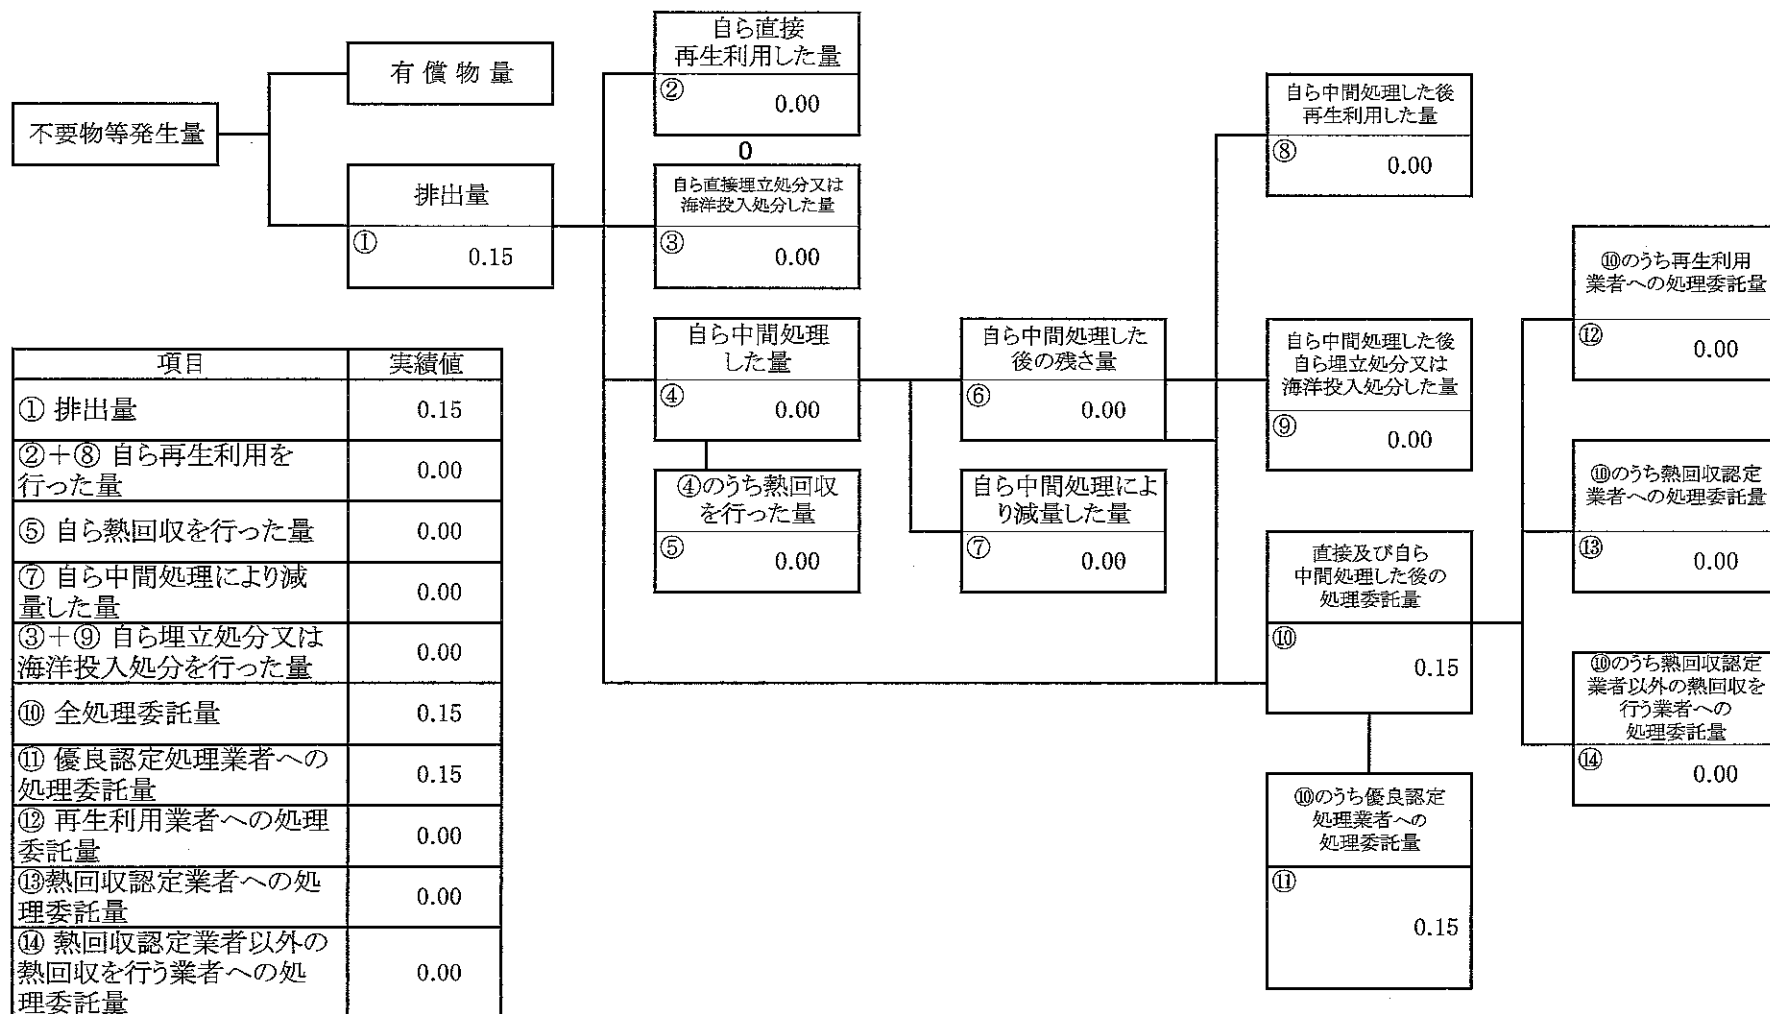 不要物等発生量
有償物量
排出量
①
0.15
自ら直接
再生利用した量
②
0.00
0
自ら直接埋立処分又は
海洋投入処分した量
③
0.00
自ら中間処理
した量
④
0.00
④のうち熱回収
を行った量
⑤
0.00
自ら中間処理した
後の残さ量
⑥
0.00
自ら中間処理によ
り減量した量
⑦
0.00
自ら中間処理した後
再生利用した量
⑧
0.00
自ら中間処理した後
自ら埋立処分又は
海洋投入処分した量
⑨
0.00
直接及び自ら
中間処理した後の
処理委託量
⑩
0.15
⑩のうち優良認定
処理業者への
処理委託量
⑪
0.15
⑩のうち再生利用
業者への処理委託量
⑫
0.00
⑩のうち熱回収認定
業者への処理委託量
⑬
0.00
⑩のうち熱回収認定
業者以外の熱回収を
行う業者への
処理委託量
⑭
0.00
項目 実績値
① 排出量 0.15
②+⑧ 自ら再生利用を
行った量 0.00
⑤ 自ら熱回収を行った量 0.00
⑦ 自ら中間処理により減
量した量 0.00
③+⑨ 自ら埋立処分又は
海洋投入処分を行った量 0.00
⑩ 全処理委託量 0.15
⑪ 優良認定処理業者への
処理委託量 0.15
⑫ 再生利用業者への処理
委託量 0.00
⑬熱回収認定業者への処
理委託量 0.00
⑭ 熱回収認定業者以外の
熱回収を行う業者への処
理委託量 0.00